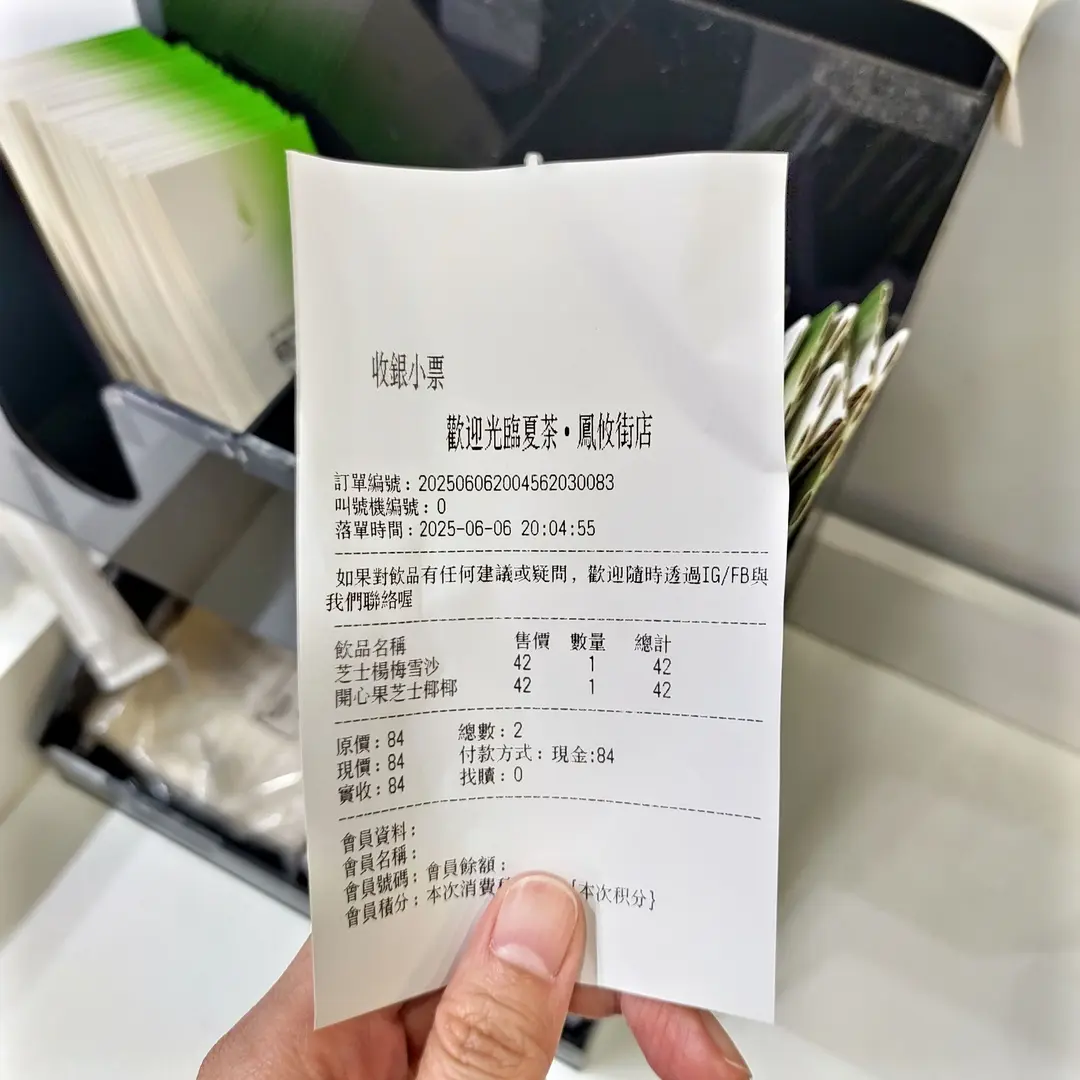 收銀小票
歡迎光臨夏茶•鳳攸街店
訂單編號：202506062004562030083
叫號機編號：0
落單時間：2025-06-06 20:04:55
如果對飲品有任何建議或疑問，歡迎隨時透過IG/FB與
我們聯絡喔
飲品名稱 售價 數量 總計
芝士楊梅雪沙 42 1 42
開心果芝士椰椰 42 1 42
原價：84 總數：2
現價：84 付款方式：現金:84
實收：84 找贖：0
會員資料：
會員名稱：
會員號碼： 會員餘額：
會員積分： 本次消費 {本次积分}